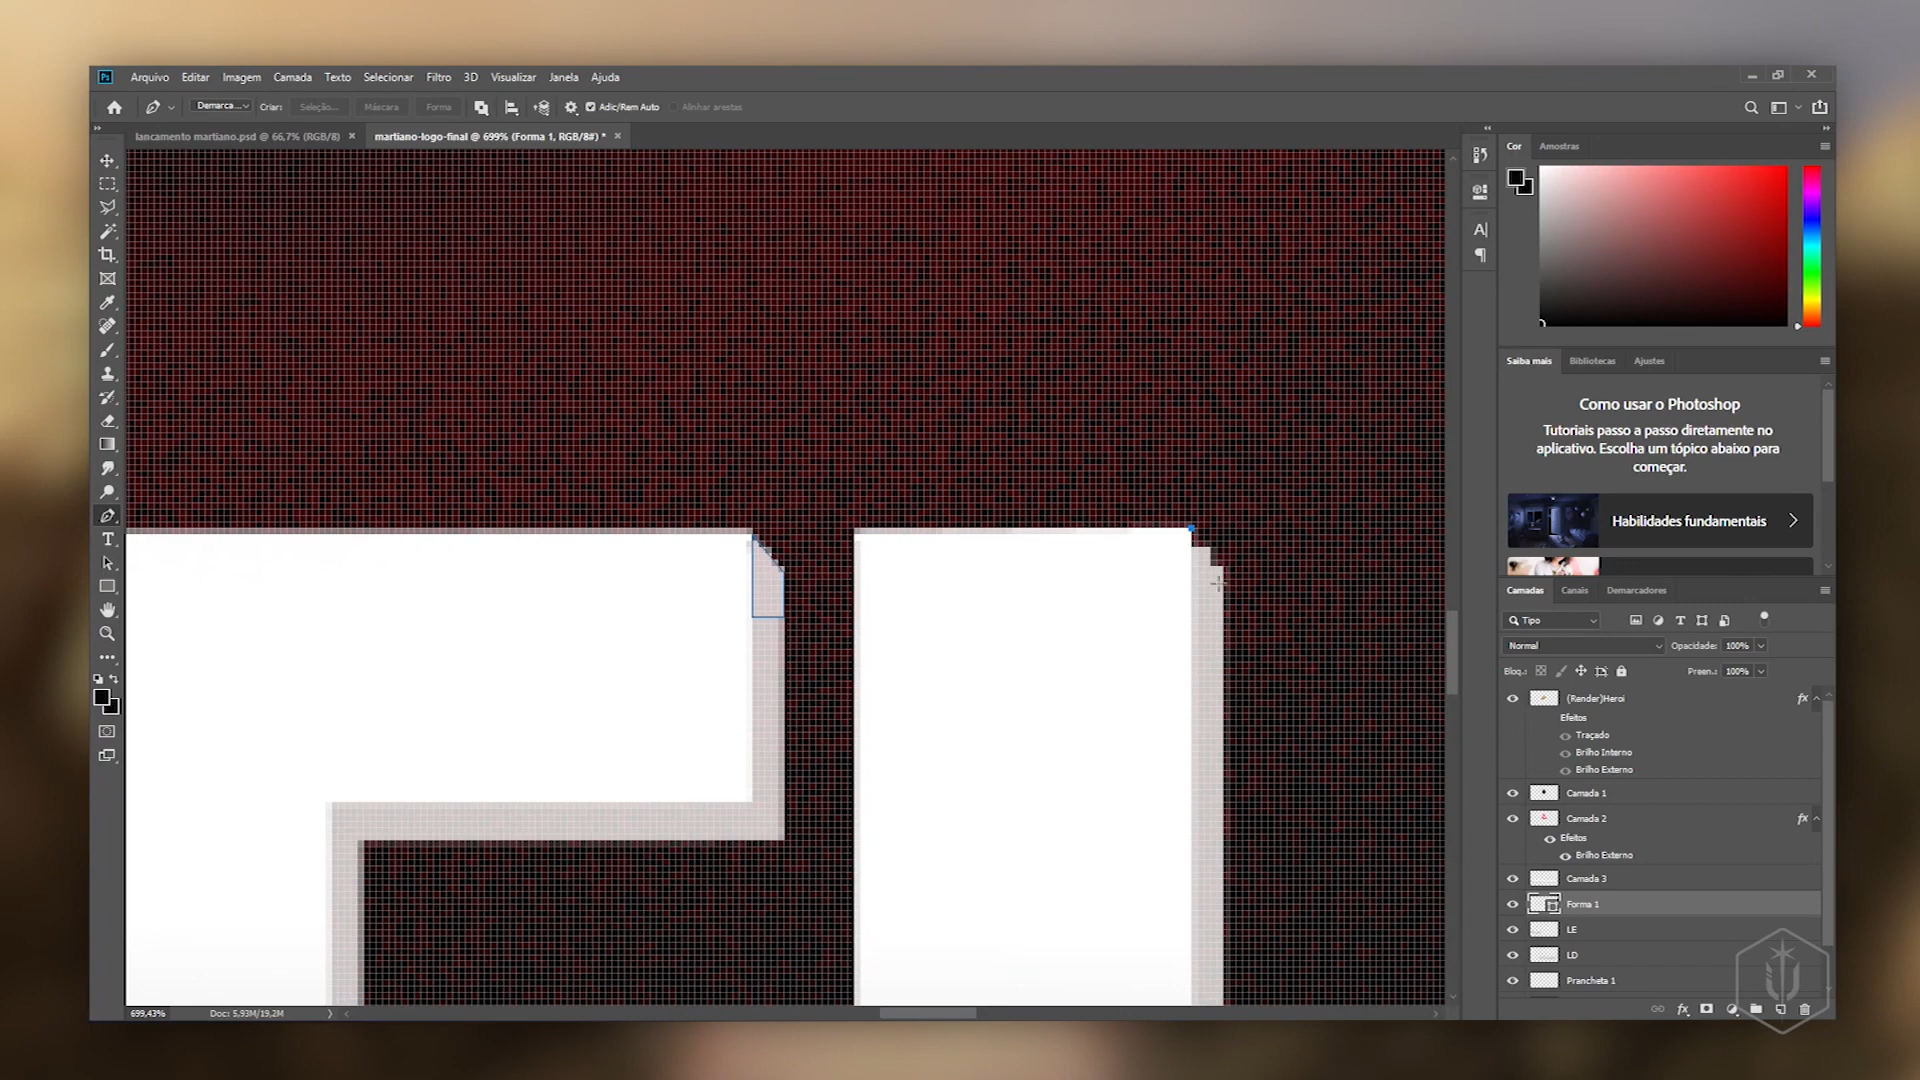 Ps Arquivo Editar Imagem Camada Texto Selecionar Filtro 3D Visualizar Janela Ajuda
Demarca... Criar: Seleção... Máscara Forma Adic/Rem Auto Alinhar arestas
lancamento martiano.psd @ 66,7% (RGB/8) × martiano-logo-final @ 699% (Forma 1, RGB/8#) * ×
Cor Amostras
Saiba mais Bibliotecas Ajustes
Como usar o Photoshop
Tutoriais passo a passo diretamente no
aplicativo. Escolha um tópico abaixo para
começar.
Habilidades fundamentais
Camadas Canais Demarcadores
Tipo
Normal Opacidade: 100%
Bloq.: Preen.: 100%
(Render)Heroi fx
Efeitos
Traçado
Brilho Interno
Brilho Externo
Camada 1
Camada 2 fx
Efeitos
Brilho Externo
Camada 3
Forma 1
LE
LD
Prancheta 1
699,43% Doc: 5,93M/19,2M